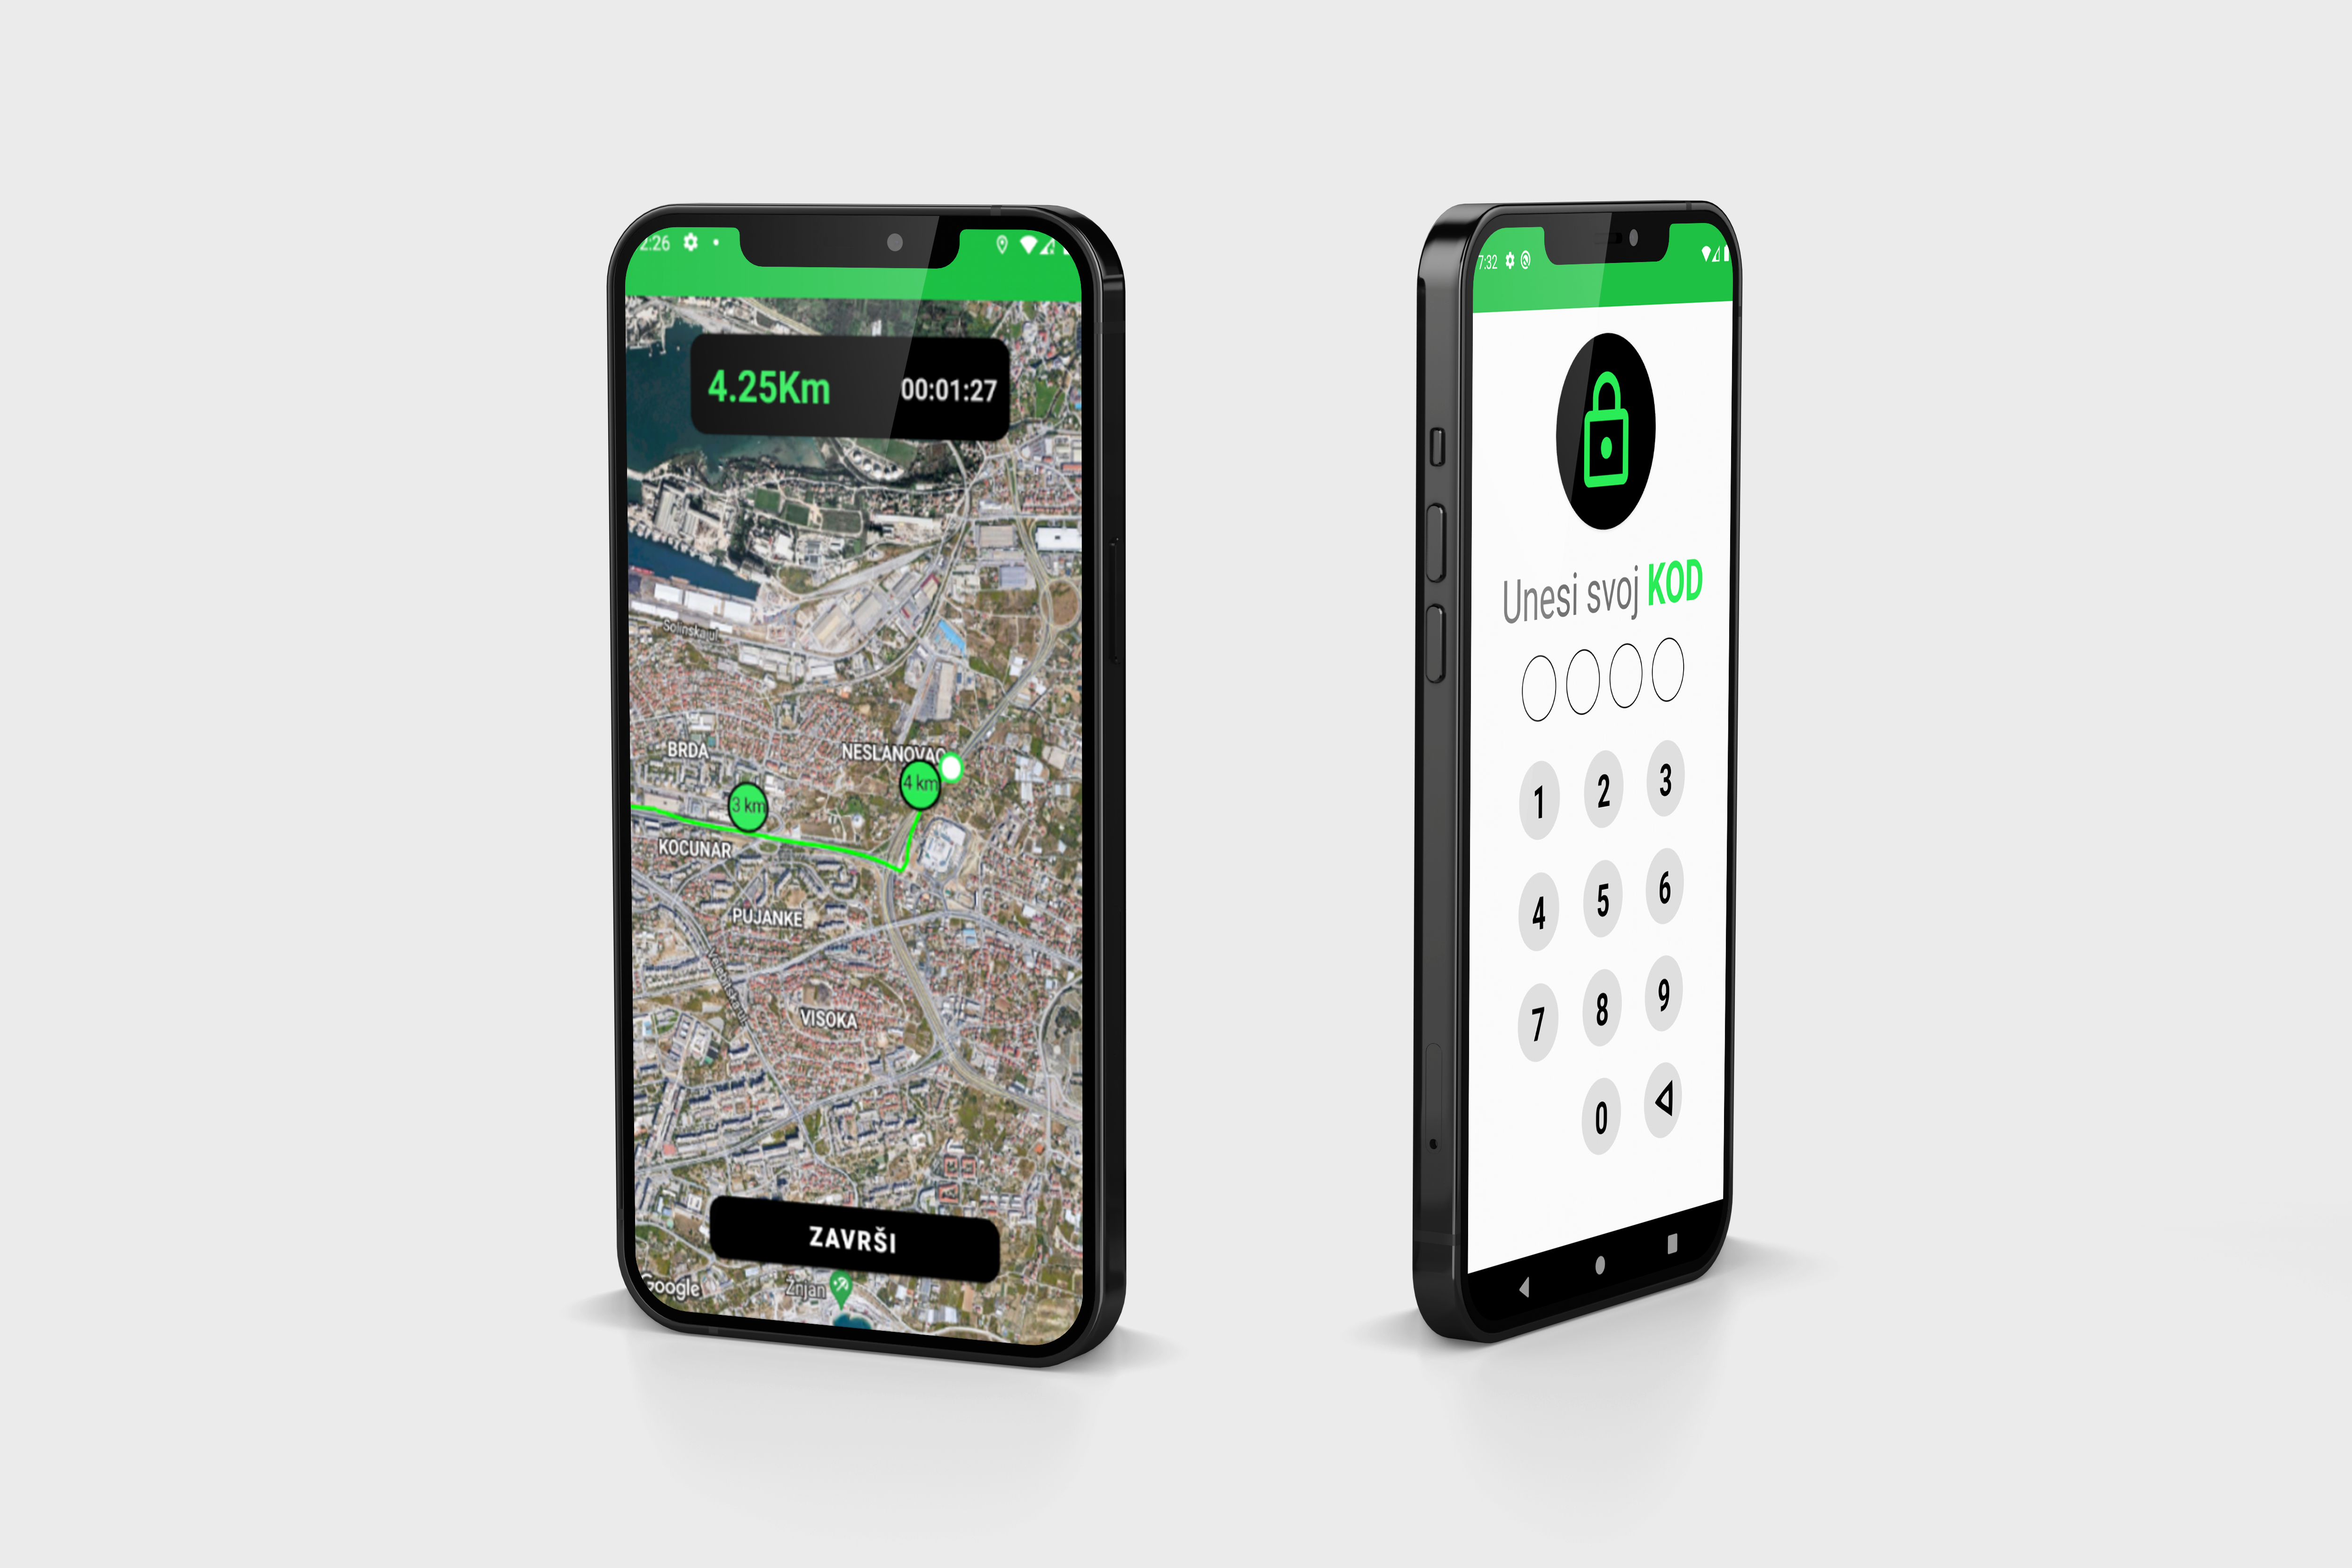 2:26
4.25Km
00:01:27
Solinska ul.
BRDA
NESLANOVAC
4 km
3 km
KOCUNAR
PUJANKE
VISOKA
ZAVRŠI
Google
Žnjan
7:32
Unesi svoj KOD
1 2 3
4 5 6
7 8 9
0